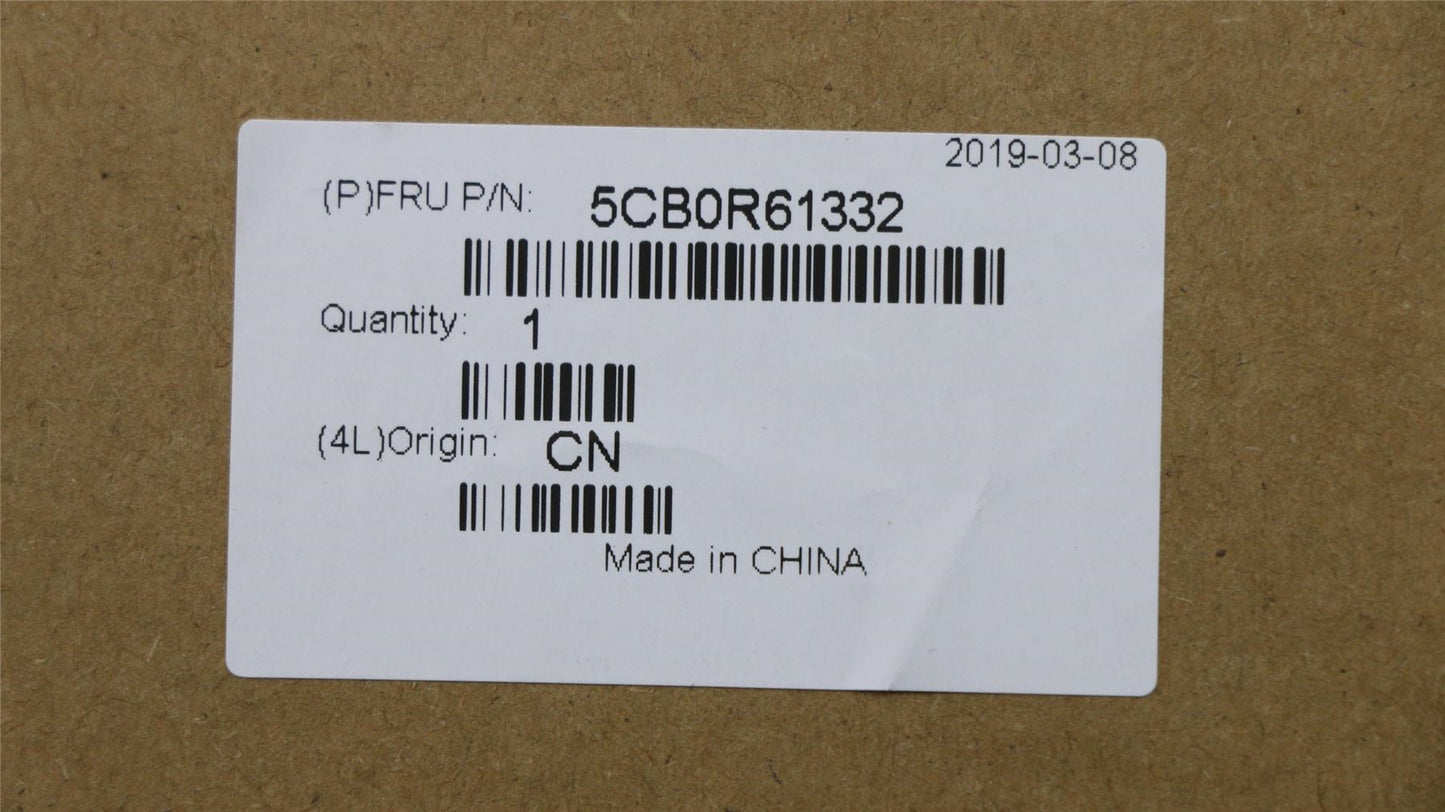 2019-03-08
(P)FRU P/N: 5CB0R61332
Quantity: 1
(4L)Origin: CN
Made in CHINA